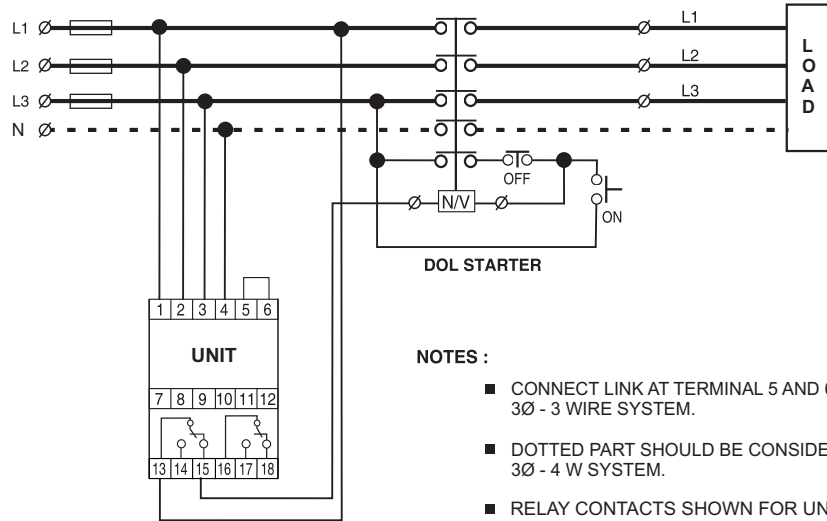 L1
L1
L2
L2
L3
L3
N
LOAD
OFF
N/V
ON
DOL STARTER
1 2 3 4 5 6
UNIT
7 8 9 10 11 12
13 14 15 16 17 18
NOTES :
CONNECT LINK AT TERMINAL 5 AND
3Ø - 3 WIRE SYSTEM.
DOTTED PART SHOULD BE
3Ø - 4 W SYSTEM.
RELAY CONTACTS SHOWN FOR